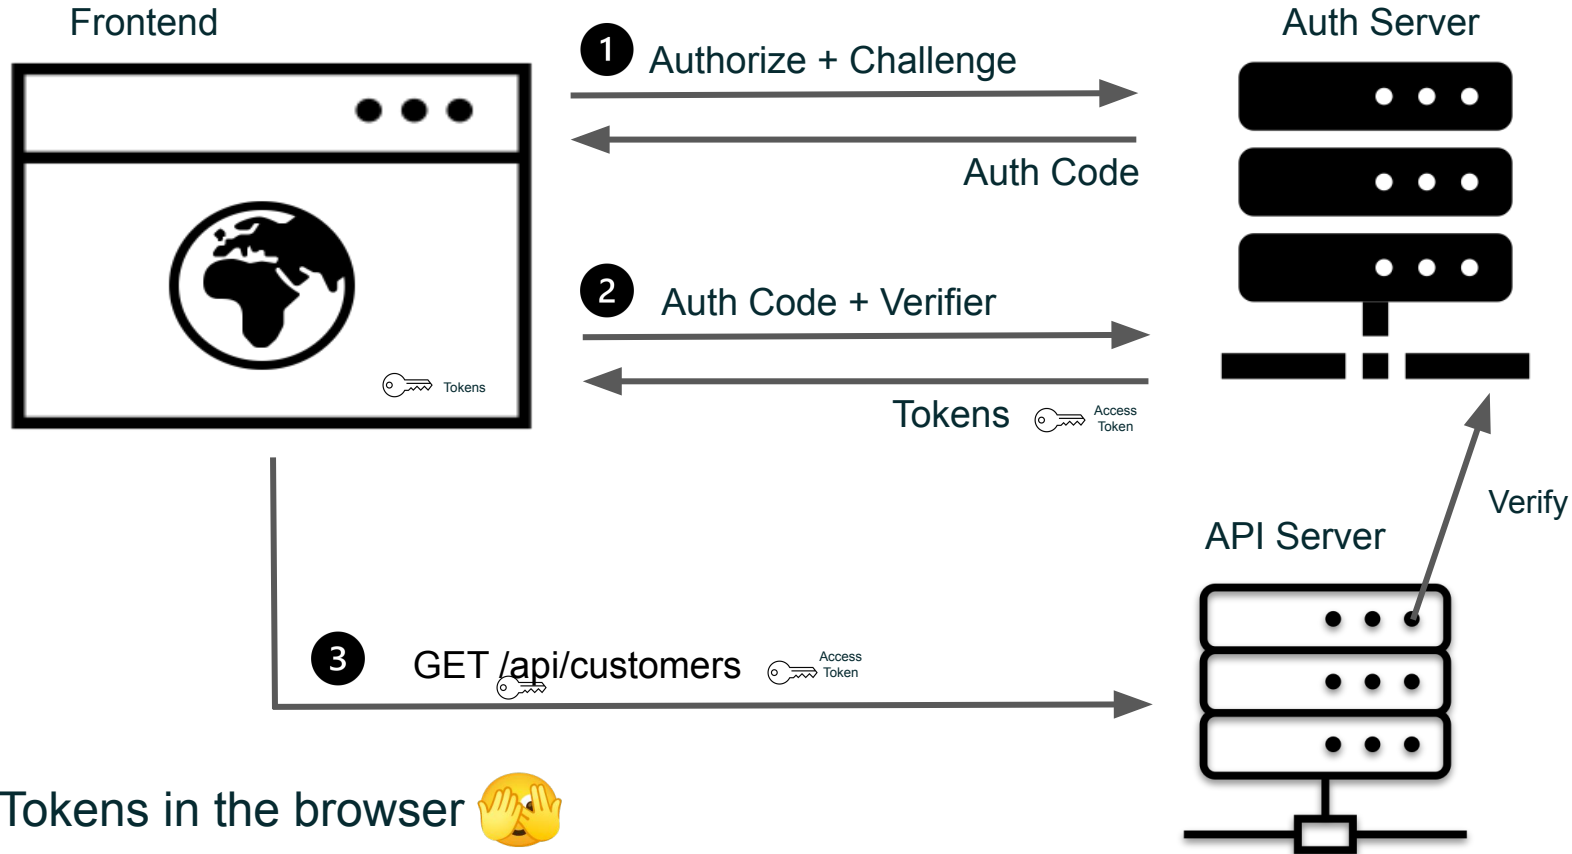 Frontend
Auth Server
1
Authorize + Challenge
Auth Code
2
Auth Code + Verifier
Tokens
Tokens
Access
Token
Verify
API Server
3
GET /api/customers
Access
Token
Tokens in the browser